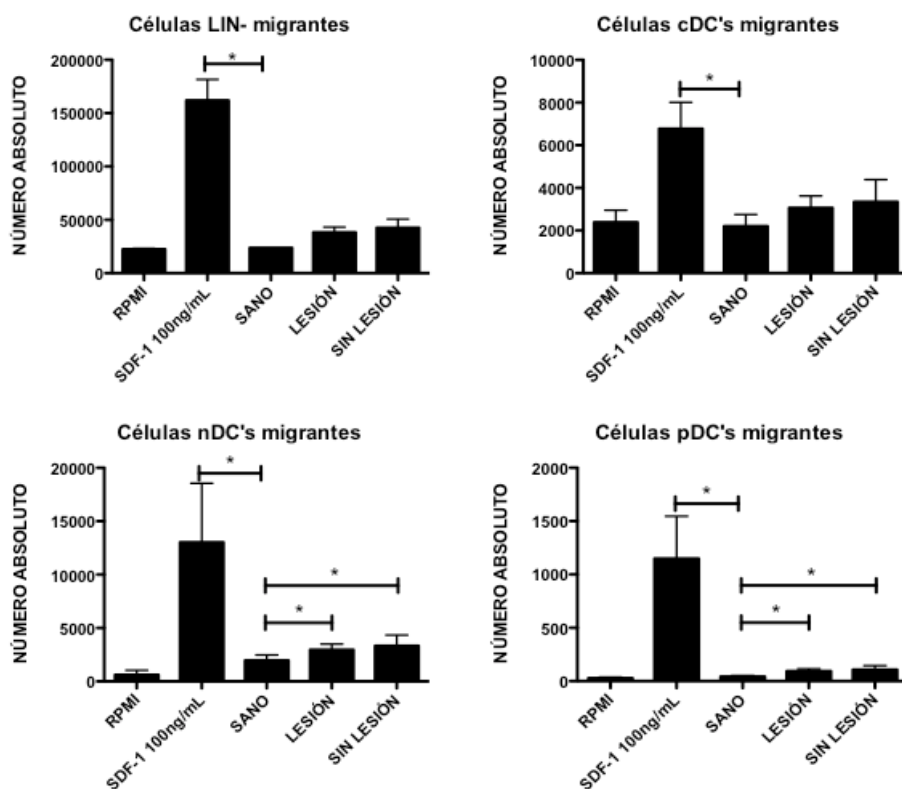 Células LIN- migrantes
NÚMERO ABSOLUTO
200000
150000
100000
50000
0
*
RPMI
SDF-1 100ng/mL
SANO
LESIÓN
SIN LESIÓN
Células cDC's migrantes
NÚMERO ABSOLUTO
10000
8000
6000
4000
2000
0
*
RPMI
SDF-1 100ng/mL
SANO
LESIÓN
SIN LESIÓN
Células nDC's migrantes
NÚMERO ABSOLUTO
20000
15000
10000
5000
0
*
*
*
RPMI
SDF-1 100ng/mL
SANO
LESIÓN
SIN LESIÓN
Células pDC's migrantes
NÚMERO ABSOLUTO
2000
1500
1000
500
0
*
*
*
RPMI
SDF-1 100ng/mL
SANO
LESIÓN
SIN LESIÓN